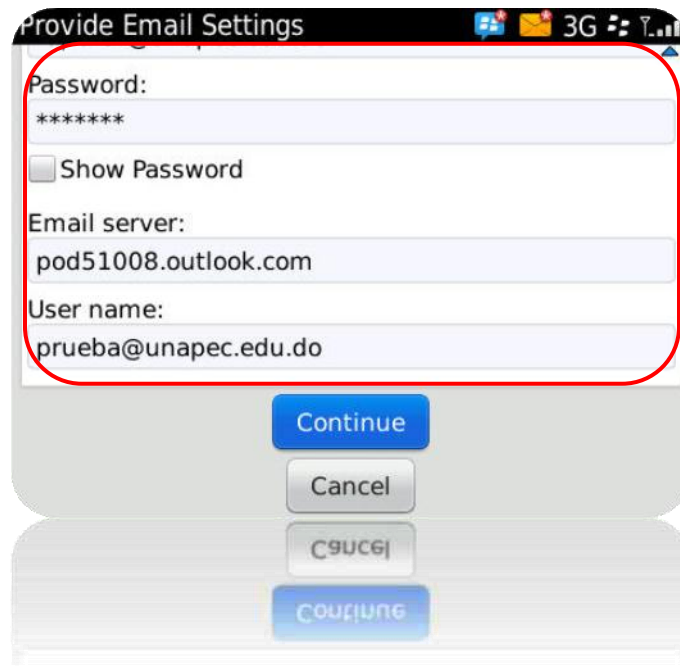 Provide Email Settings 3G
Password:
*******
Show Password
Email server:
pod51008.outlook.com
User name:
prueba@unapec.edu.do
Continue
Cancel
Cancel
Continue